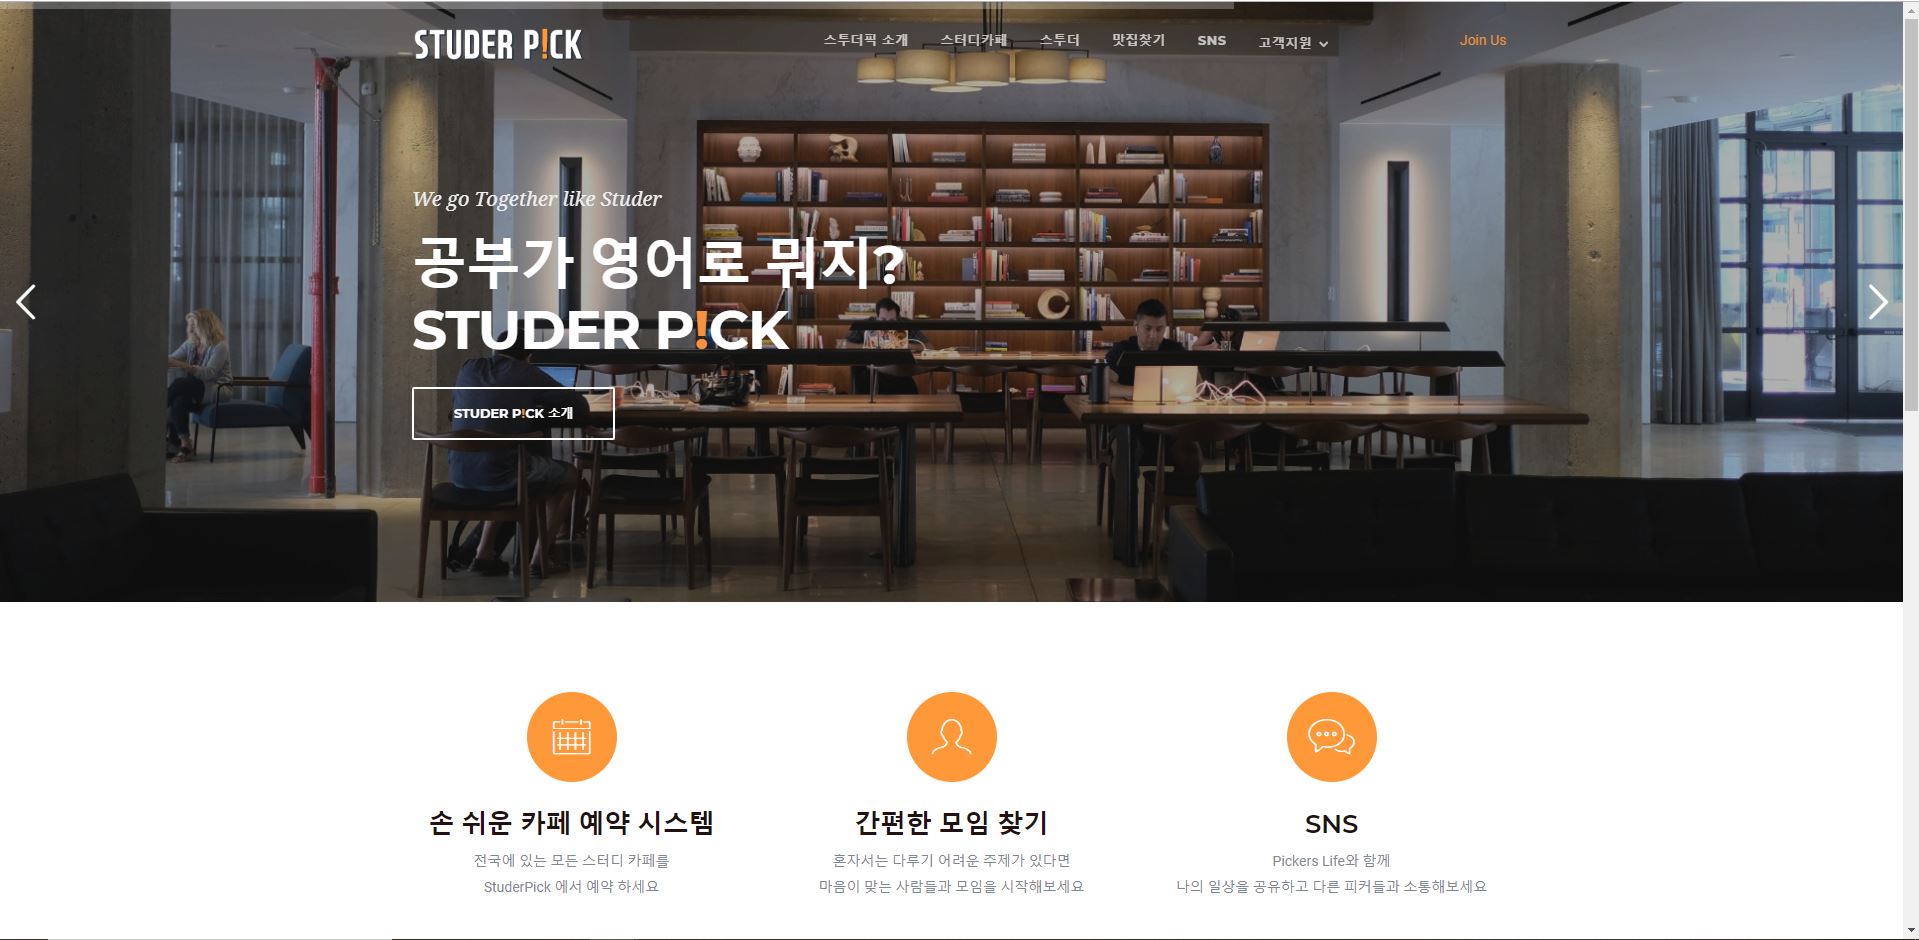 STUDER P!CK
스투더픽 소개 스터디카페 스투더 맛집찾기 SNS 고객지원 Join Us
We go Together like Studer
공부가 영어로 뭐지?
STUDER P!CK
STUDER P!CK 소개
손 쉬운 카페 예약 시스템
전국에 있는 모든 스터디 카페를
StuderPick 에서 예약 하세요
간편한 모임 찾기
혼자서는 다루기 어려운 주제가 있다면
마음이 맞는 사람들과 모임을 시작해보세요
SNS
Pickers Life와 함께
나의 일상을 공유하고 다른 피커들과 소통해보세요